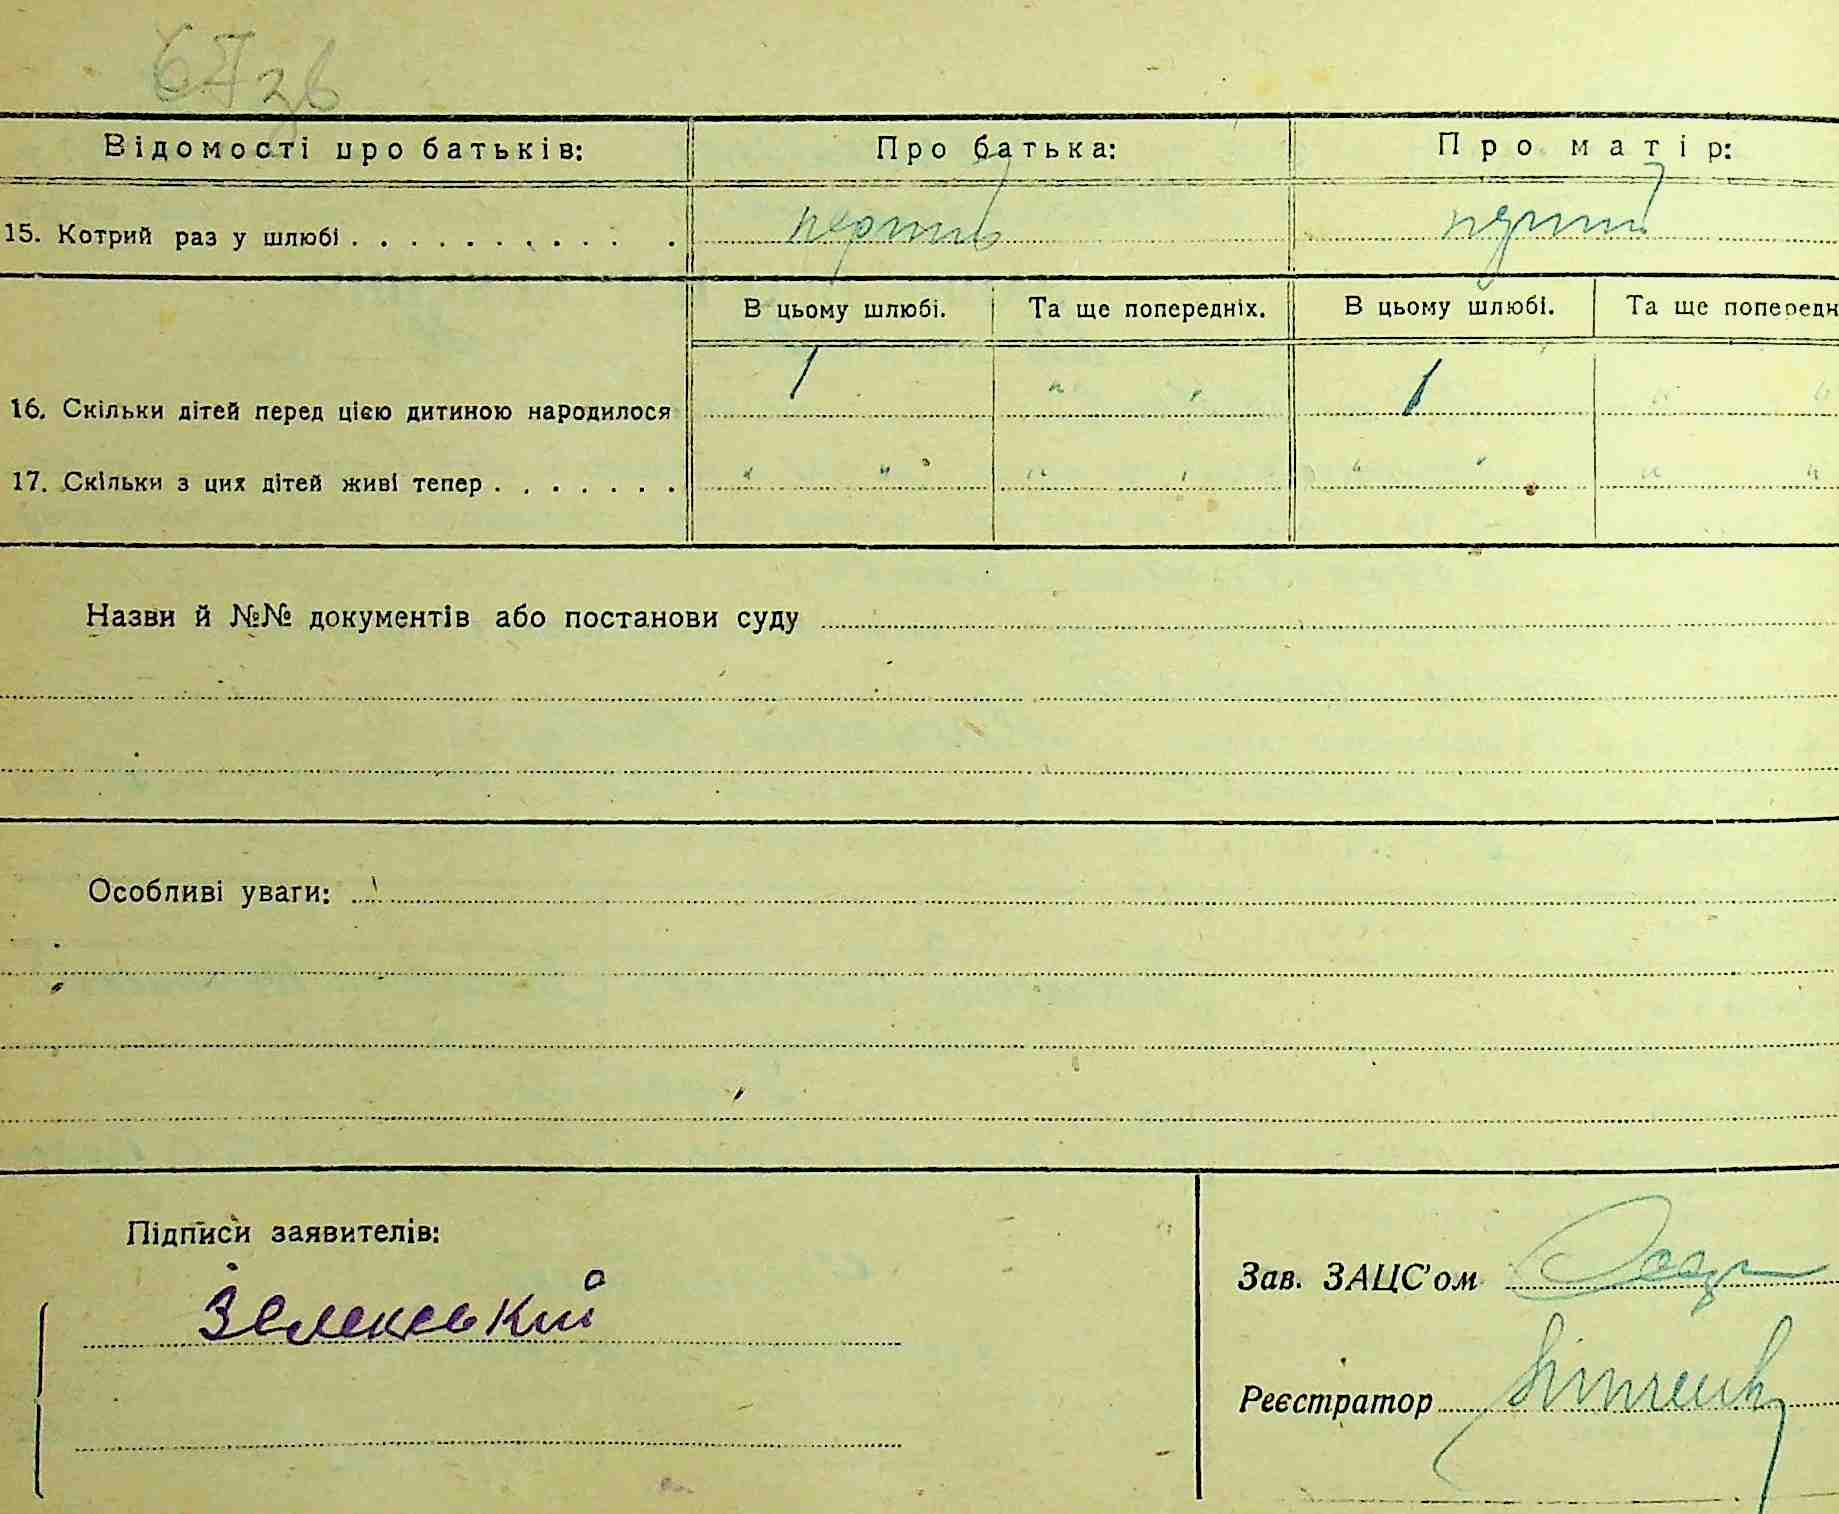 67зв
Відомості про батьків: Про батька: Про матір:
15. Котрий раз у шлюбі . . . . . . . . . . . . перший перший
В цьому шлюбі. Та ще попередніх. В цьому шлюбі. Та ще попередн
16. Скільки дітей перед цією дитиною народилося 1 " " 1 " "
17. Скільки з цих дітей живі тепер . . . . . . . " " " " " " " "
Назви й №№ документів або постанови суду
Особливі уваги:
Підписи заявителів:
Зеленський
Зав. ЗАЦС'ом
Реєстратор